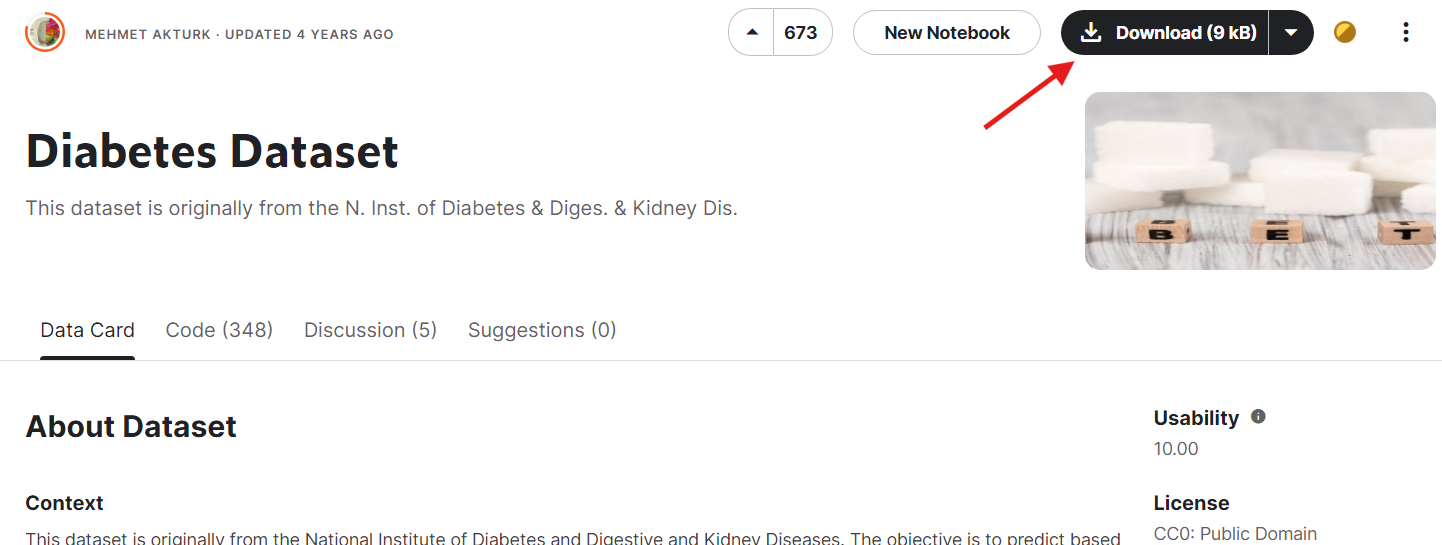 MEHMET AKTURK · UPDATED 4 YEARS AGO
673
New Notebook
Download (9 kB)
Diabetes Dataset
This dataset is originally from the N. Inst. of Diabetes & Diges. & Kidney Dis.
B E T
Data Card Code (348) Discussion (5) Suggestions (0)
About Dataset
Usability
10.00
Context
License
This dataset is originally from the National Institute of Diabetes and Digestive and Kidney Diseases. The objective is to predict based
CC0: Public Domain